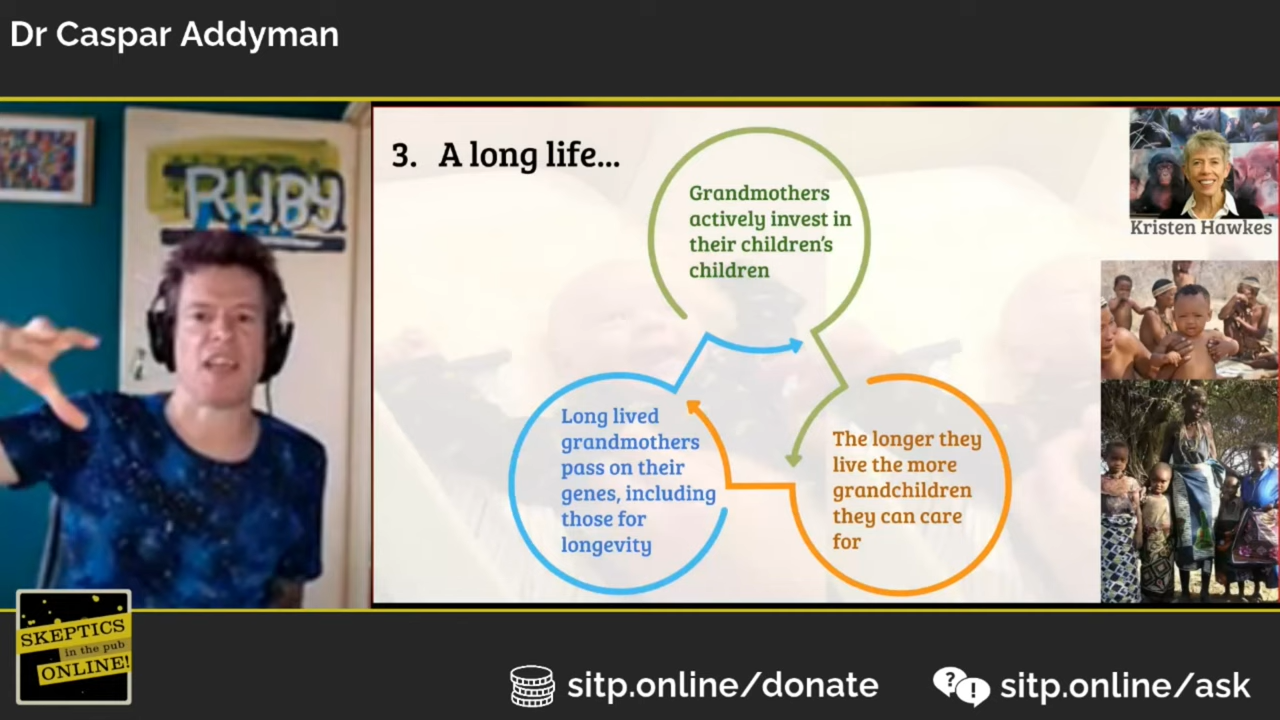 Dr Caspar Addyman
RUBY
3. A long life...
Grandmothers
actively invest in
their children's
children
Long lived
grandmothers
pass on their
genes, including
those for
longevity
The longer they
live the more
grandchildren
they can care
for
Kristen Hawkes
SKEPTICS
in the pub
ONLINE!
sitp.online/donate
sitp.online/ask